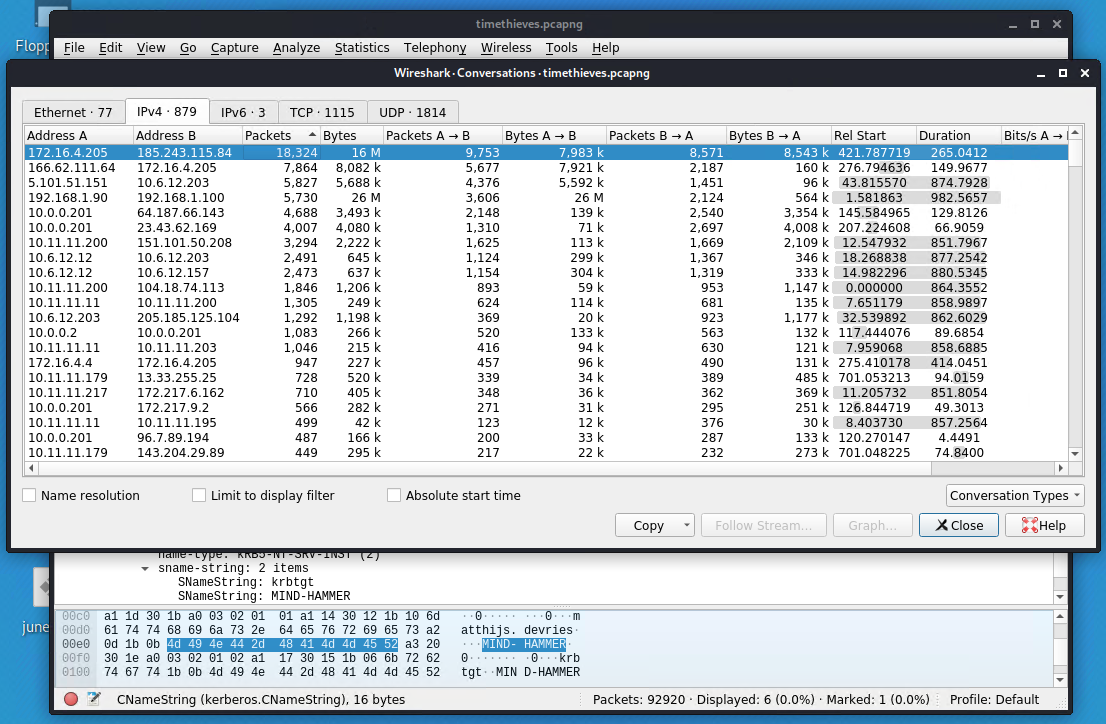 Flopp
timethieves.pcapng
File Edit View Go Capture Analyze Statistics Telephony Wireless Tools Help
Wireshark · Conversations · timethieves.pcapng
Ethernet · 77 IPv4 · 879 IPv6 · 3 TCP · 1115 UDP · 1814
Address A Address B Packets Bytes Packets A → B Bytes A → B Packets B → A Bytes B → A Rel Start Duration Bits/s A →
172.16.4.205 185.243.115.84 18,324 16 M 9,753 7,983 k 8,571 8,543 k 421.787719 265.0412
166.62.111.64 172.16.4.205 7,864 8,082 k 5,677 7,921 k 2,187 160 k 276.794636 149.9677
5.101.51.151 10.6.12.203 5,827 5,688 k 4,376 5,592 k 1,451 96 k 43.815570 874.7928
192.168.1.90 192.168.1.100 5,730 26 M 3,606 26 M 2,124 564 k 1.581863 982.5657
10.0.0.201 64.187.66.143 4,688 3,493 k 2,148 139 k 2,540 3,354 k 145.584965 129.8126
10.0.0.201 23.43.62.169 4,007 4,080 k 1,310 71 k 2,697 4,008 k 207.224608 66.9059
10.11.11.200 151.101.50.208 3,294 2,222 k 1,625 113 k 1,669 2,109 k 12.547932 851.7967
10.6.12.12 10.6.12.203 2,491 645 k 1,124 299 k 1,367 346 k 18.268838 877.2542
10.6.12.12 10.6.12.157 2,473 637 k 1,154 304 k 1,319 333 k 14.982296 880.5345
10.11.11.200 104.18.74.113 1,846 1,206 k 893 59 k 953 1,147 k 0.000000 864.3552
10.11.11.11 10.11.11.200 1,305 249 k 624 114 k 681 135 k 7.651179 858.9897
10.6.12.203 205.185.125.104 1,292 1,198 k 369 20 k 923 1,177 k 32.539892 862.6029
10.0.0.2 10.0.0.201 1,083 266 k 520 133 k 563 132 k 117.444076 89.6854
10.11.11.11 10.11.11.203 1,046 215 k 416 94 k 630 121 k 7.959068 858.6885
172.16.4.4 172.16.4.205 947 227 k 457 96 k 490 131 k 275.410178 414.0451
10.11.11.179 13.33.255.25 728 520 k 339 34 k 389 485 k 701.053213 94.0159
10.11.11.217 172.217.6.162 710 405 k 348 36 k 362 369 k 11.205732 851.8054
10.0.0.201 172.217.9.2 566 282 k 271 31 k 295 251 k 126.844719 49.3013
10.11.11.11 10.11.11.195 499 42 k 123 12 k 376 30 k 8.403730 857.2564
10.0.0.201 96.7.89.194 487 166 k 200 33 k 287 133 k 120.270147 4.4491
10.11.11.179 143.204.29.89 449 295 k 217 22 k 232 273 k 701.048225 74.8400
Name resolution Limit to display filter Absolute start time Conversation Types
Copy Follow Stream... Graph... Close Help
name-type: kRB5-NT-SRV-INST (2)
sname-string: 2 items
SNameString: krbtgt
SNameString: MIND-HAMMER
june
00c0 a1 1d 30 1b a0 03 02 01 01 a1 14 30 12 1b 10 6d ··0····· ···0···m
00d0 61 74 74 68 69 6a 73 2e 64 65 76 72 69 65 73 a2 atthijs. devries·
00e0 0d 1b 0b 4d 49 4e 44 2d 48 41 4d 4d 45 52 a3 20 ···MIND- HAMMER·
00f0 30 1e a0 03 02 01 02 a1 17 30 15 1b 06 6b 72 62 0······· ·0···krb
0100 74 67 74 1b 0b 4d 49 4e 44 2d 48 41 4d 4d 45 52 tgt··MIN D-HAMMER
CNameString (kerberos.CNameString), 16 bytes Packets: 92920 · Displayed: 6 (0.0%) · Marked: 1 (0.0%) Profile: Default